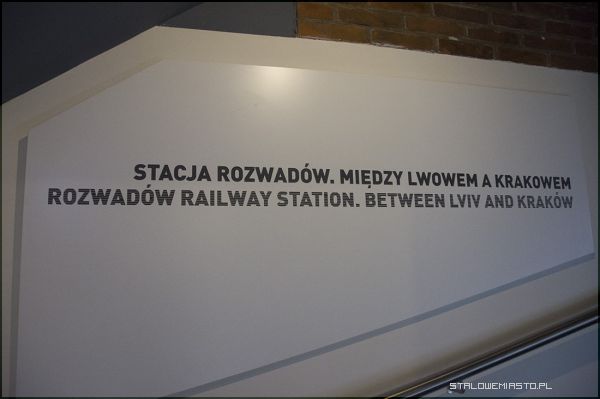 STACJA ROZWADÓW. MIĘDZY LWOWEM A KRAKOWEM
ROZWADÓW RAILWAY STATION. BETWEEN LVIV AND KRAKÓW
STALOWEMIASTO.PL